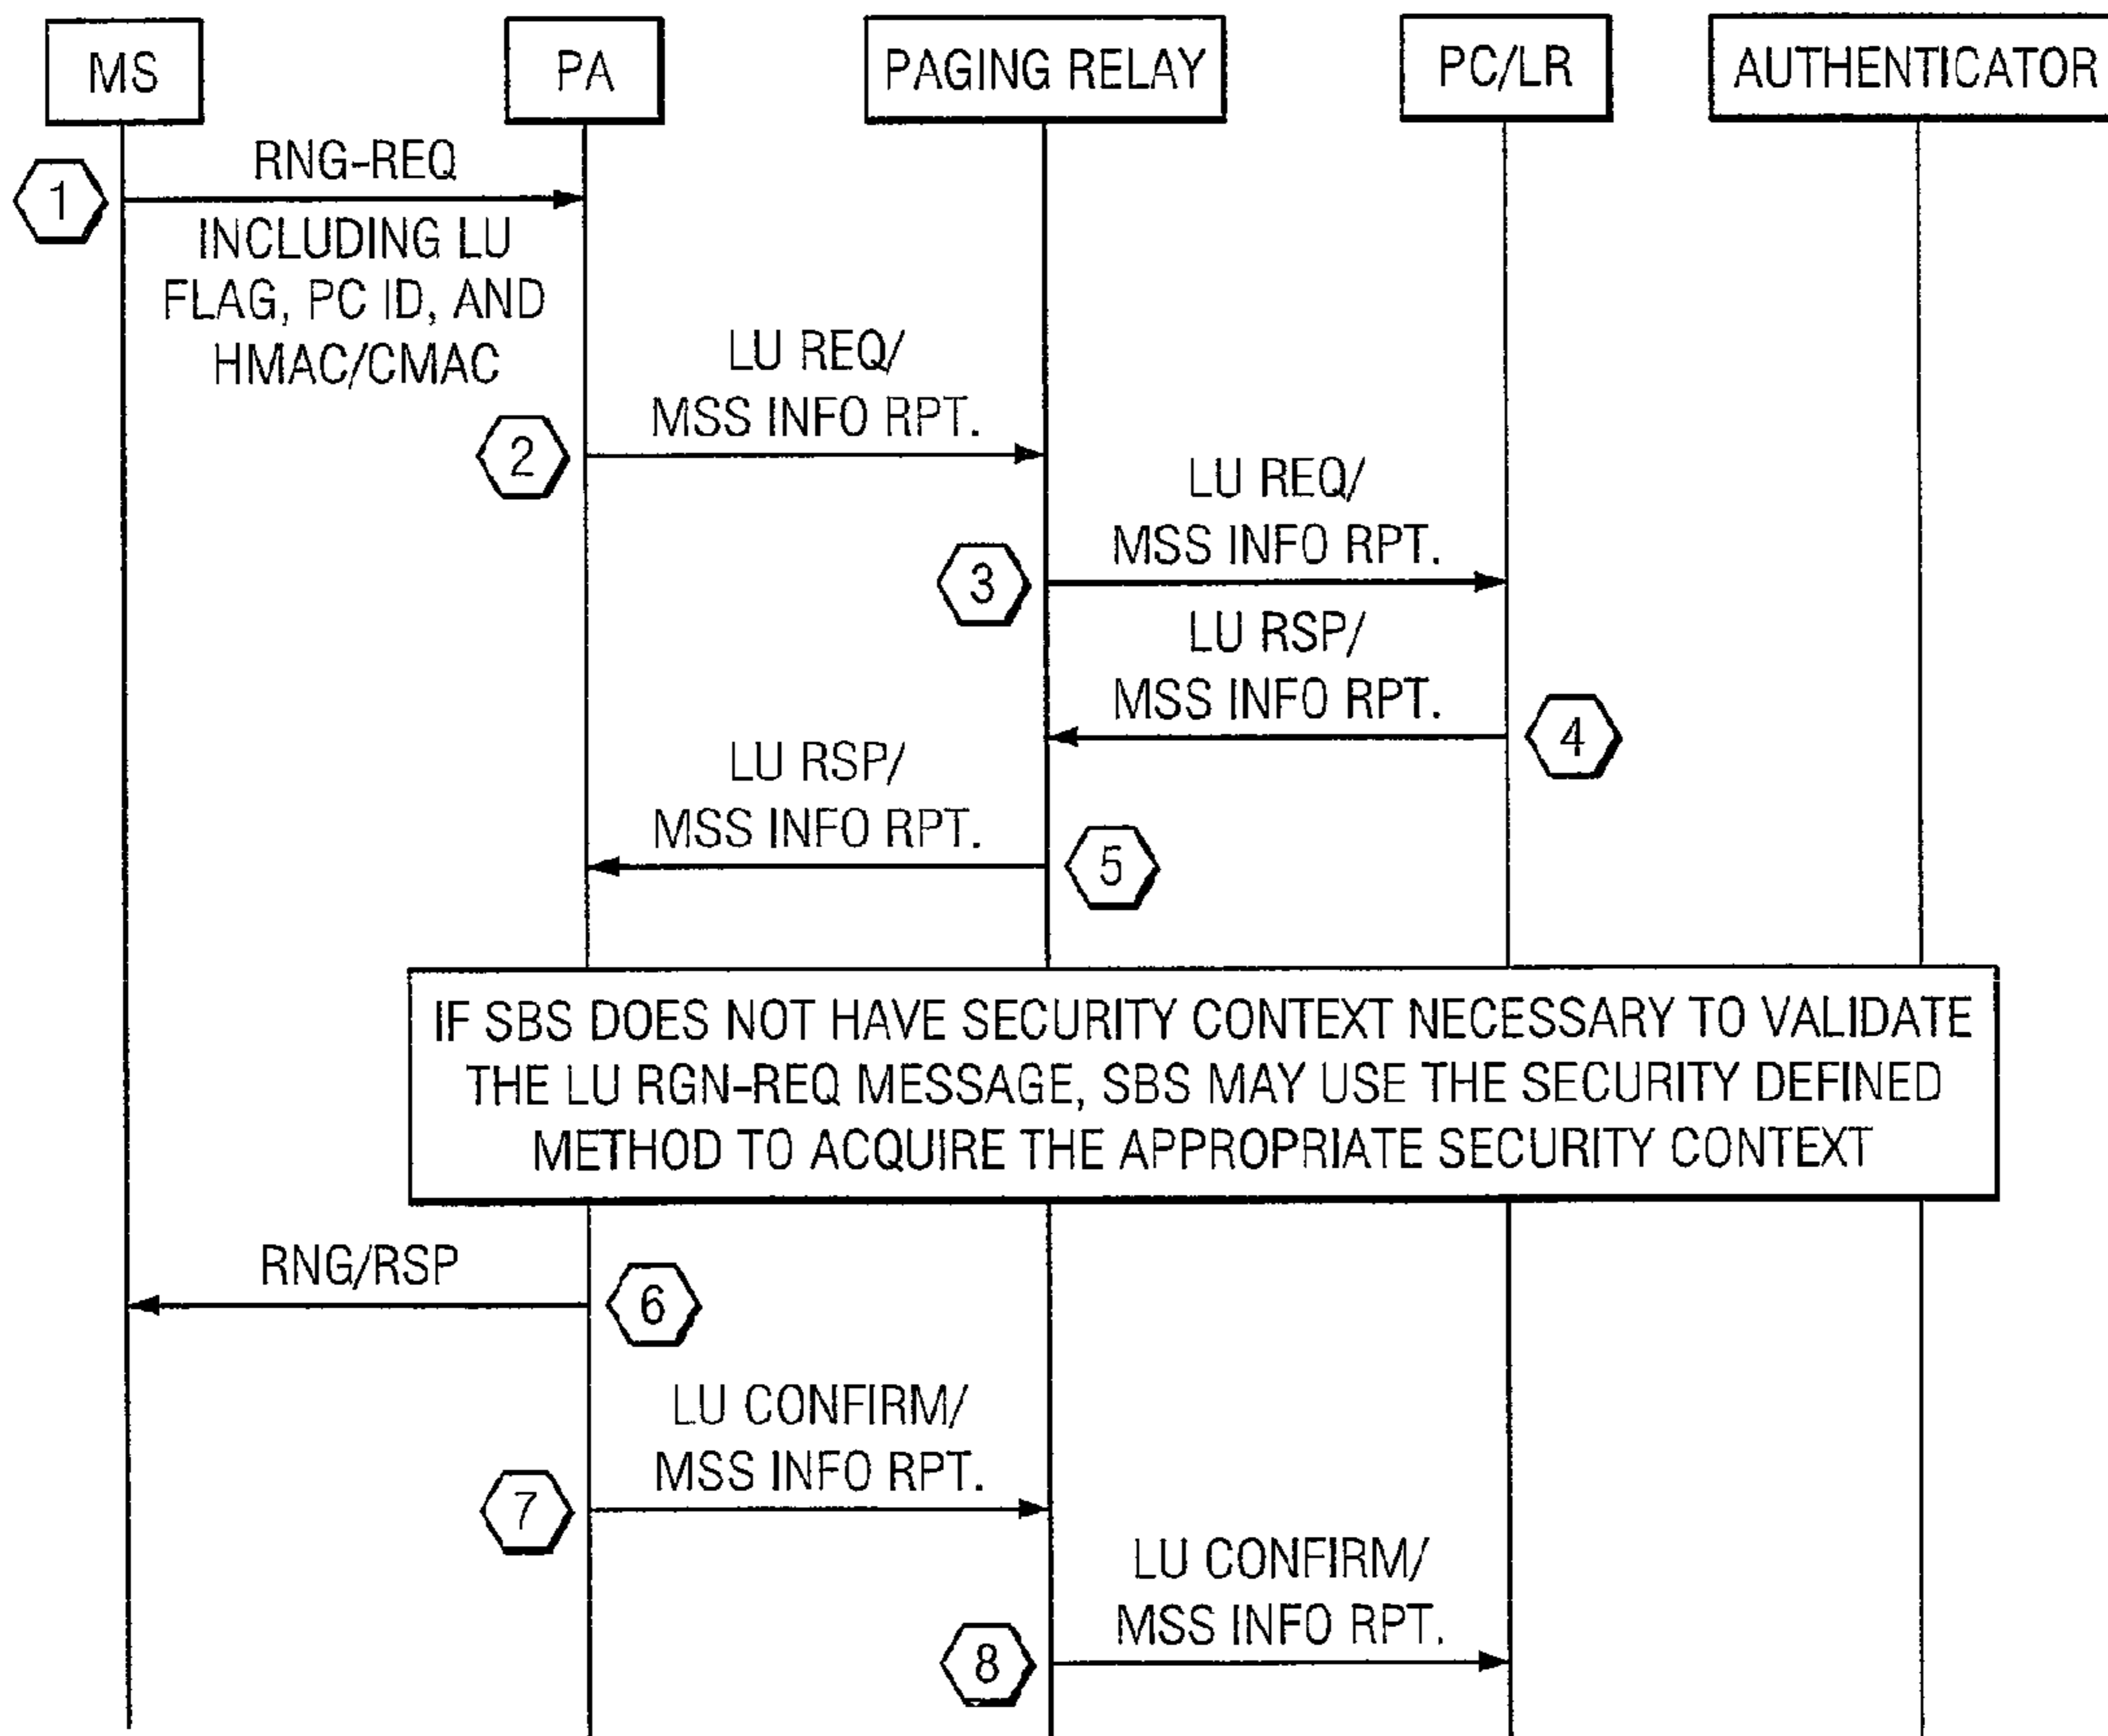 MS
PA
PAGING RELAY
PC/LR
AUTHENTICATOR
1
RNG-REQ
INCLUDING LU
FLAG, PC ID, AND
HMAC/CMAC
2
LU REQ/
MSS INFO RPT.
3
LU REQ/
MSS INFO RPT.
LU RSP/
MSS INFO RPT.
4
LU RSP/
MSS INFO RPT.
5
IF SBS DOES NOT HAVE SECURITY CONTEXT NECESSARY TO VALIDATE
THE LU RGN-REQ MESSAGE, SBS MAY USE THE SECURITY DEFINED
METHOD TO ACQUIRE THE APPROPRIATE SECURITY CONTEXT
RNG/RSP
6
LU CONFIRM/
MSS INFO RPT.
7
LU CONFIRM/
MSS INFO RPT.
8